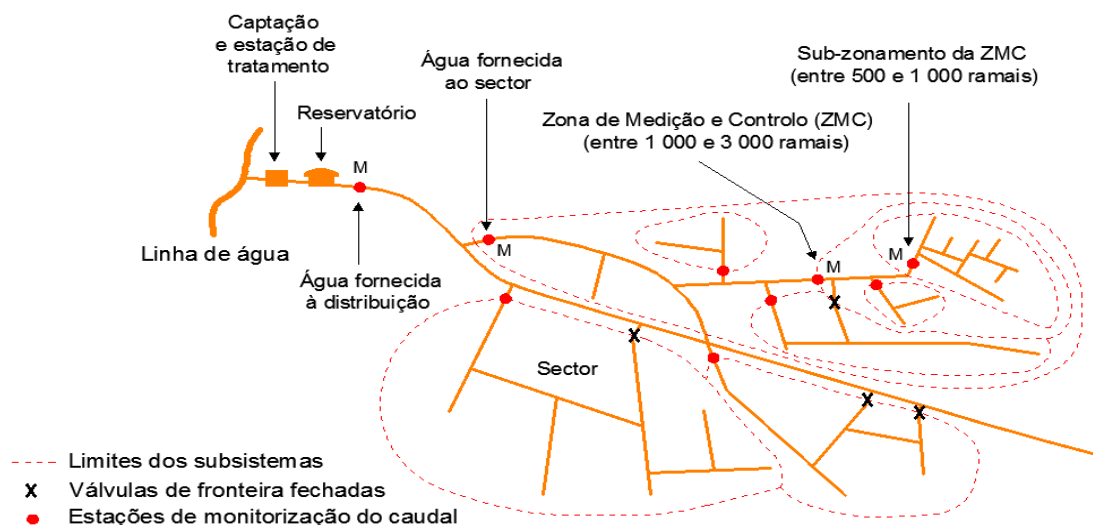 Captação
e estação de
tratamento
Reservatório
M
Linha de água
Água fornecida
à distribuição
Água fornecida
ao sector
M
Zona de Medição e Controlo (ZMC)
(entre 1 000 e 3 000 ramais)
M
Sub-zonamento da ZMC
(entre 500 e 1 000 ramais)
M
Sector
Limites dos subsistemas
X Válvulas de fronteira fechadas
Estações de monitorização do caudal
X
X
X
X